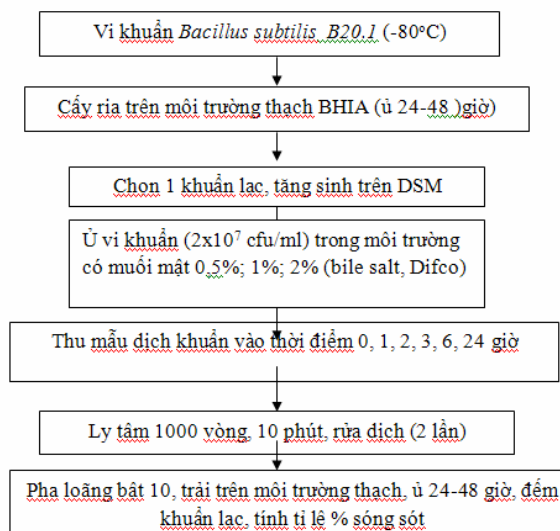 Vi khuẩn Bacillus subtilis B20.1 (-80°C)
Cấy ria trên môi trường thạch BHIA (ủ 24-48 )giờ)
Chọn 1 khuẩn lạc, tăng sinh trên DSM
Ủ vi khuẩn (2x10⁷ cfu/ml) trong môi trường
có muối mật 0,5%; 1%; 2% (bile salt, Difco)
Thu mẫu dịch khuẩn vào thời điểm 0, 1, 2, 3, 6, 24 giờ
Ly tâm 1000 vòng, 10 phút, rửa dịch (2 lần)
Pha loãng bật 10, trải trên môi trường thạch, ủ 24-48 giờ, đếm
khuẩn lạc, tính tỉ lệ % sóng sót